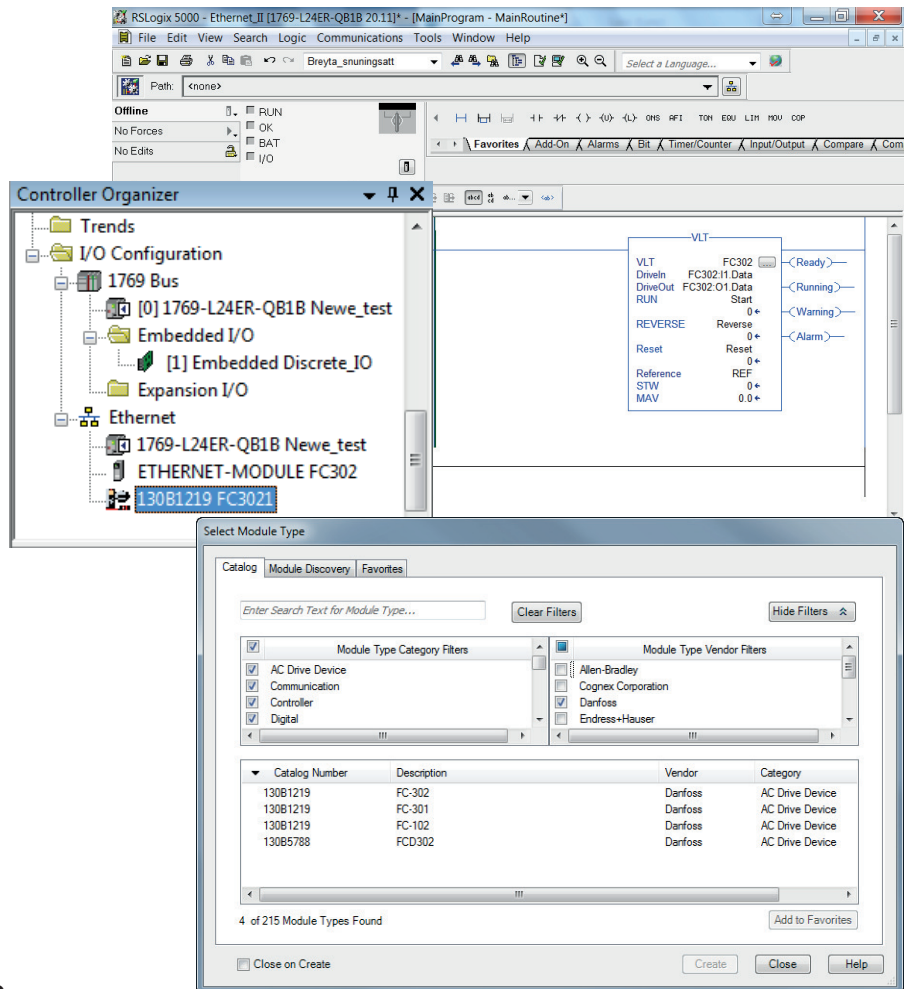 RSLogix 5000 - Ethernet_II [1769-L24ER-QB1B 20.11]* - [MainProgram - MainRoutine*]
File Edit View Search Logic Communications Tools Window Help
Breyta_snuningsatt
Select a Language...
Path: <none>
Offline
RUN
No Forces
OK
BAT
No Edits
I/O
ONS AFI TON EQU LIM MOV COP
Favorites Add-On Alarms Bit Timer/Counter Input/Output Compare Com
Controller Organizer
Trends
I/O Configuration
1769 Bus
[0] 1769-L24ER-QB1B Newe_test
Embedded I/O
[1] Embedded Discrete_IO
Expansion I/O
Ethernet
1769-L24ER-QB1B Newe_test
ETHERNET-MODULE FC302
130B1219 FC3021
VLT
VLT FC302 ... (Ready)
DriveIn FC302:I1.Data
DriveOut FC302:O1.Data (Running)
RUN Start
0 (Warning)
REVERSE Reverse
0 (Alarm)
Reset Reset
0
Reference REF
STW 0
MAV 0.0
Select Module Type
Catalog Module Discovery Favorites
Enter Search Text for Module Type...
Clear Filters
Hide Filters
Module Type Category Filters
AC Drive Device
Communication
Controller
Digital
Module Type Vendor Filters
Allen-Bradley
Cognex Corporation
Danfoss
Endress+Hauser
Catalog Number Description Vendor Category
130B1219 FC-302 Danfoss AC Drive Device
130B1219 FC-301 Danfoss AC Drive Device
130B1219 FC-102 Danfoss AC Drive Device
130B5788 FCD302 Danfoss AC Drive Device
4 of 215 Module Types Found
Add to Favorites
Close on Create
Create
Close
Help